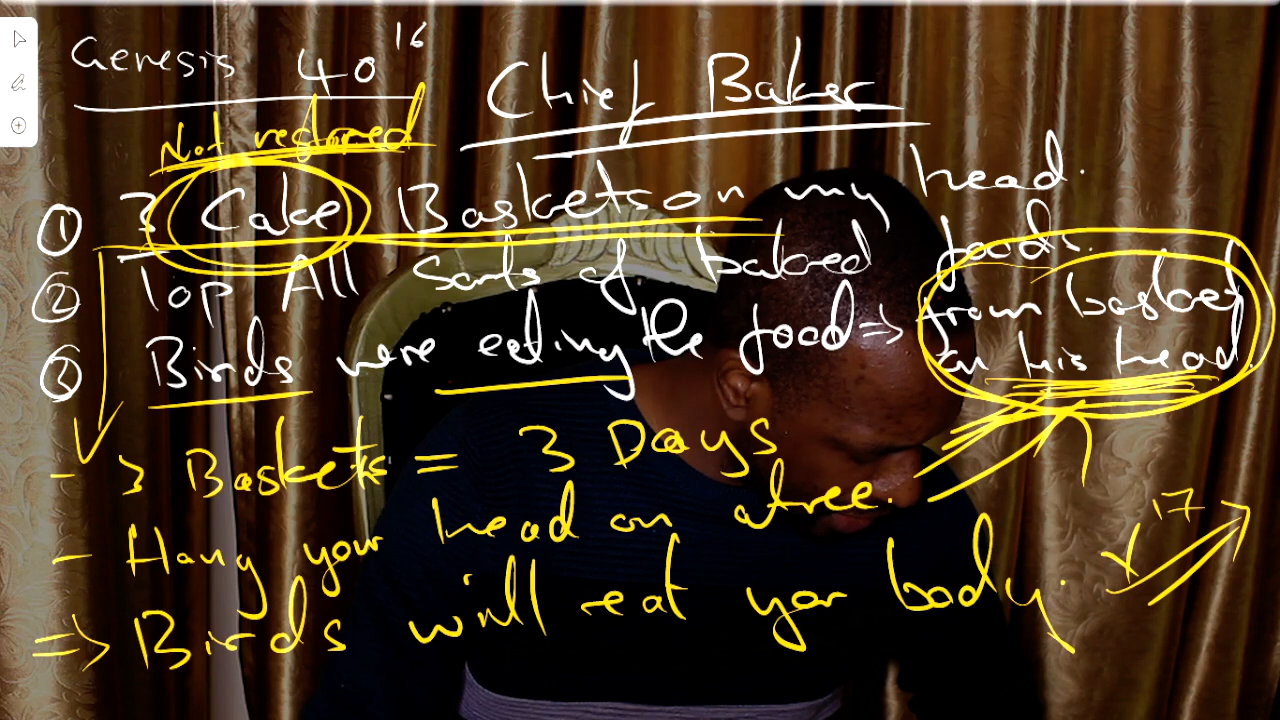 Genesis 40 16
Chief Baker
Not restored
① 3 Cake Baskets on my head.
② Top All sorts of baked foods.
③ Birds were eating the food => from basket
on his head.
- 3 Baskets = 3 Days
- Hang your head on a tree.
=> Birds will eat your body. V 17